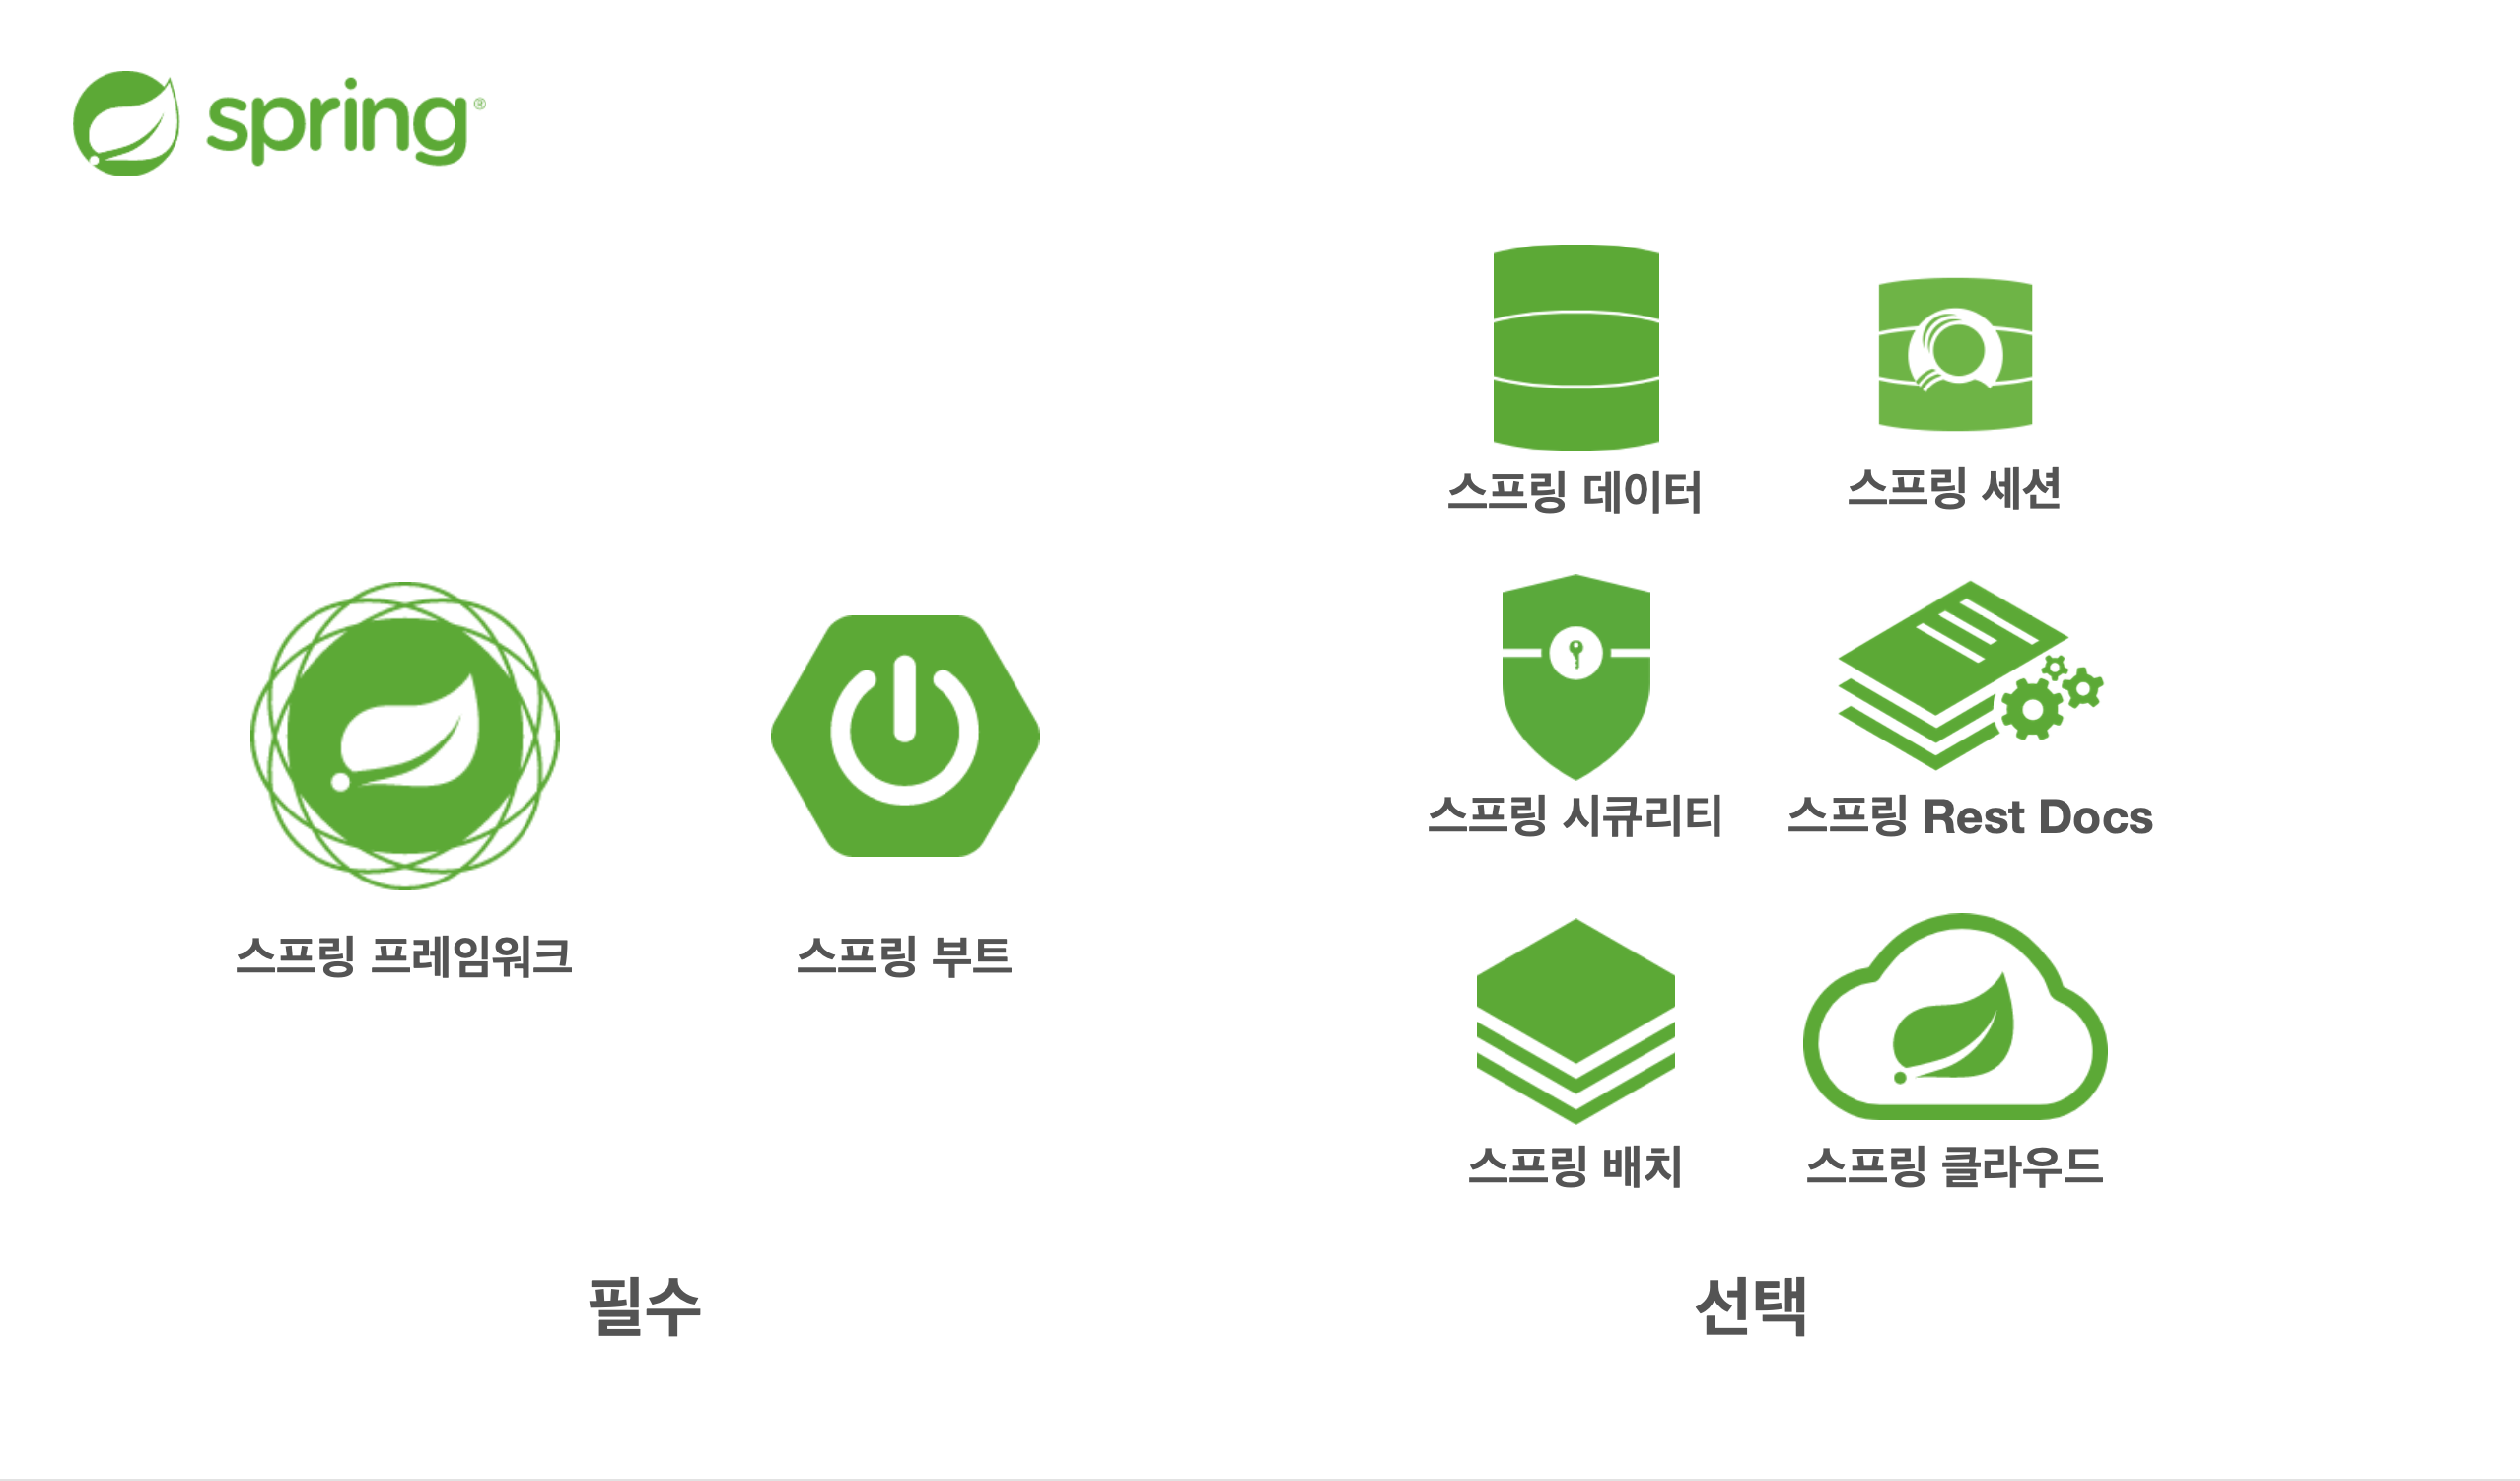 spring®
스프링 데이터
스프링 세션
스프링 시큐리티
스프링 Rest Docs
스프링 프레임워크
스프링 부트
스프링 배치
스프링 클라우드
필수
선택